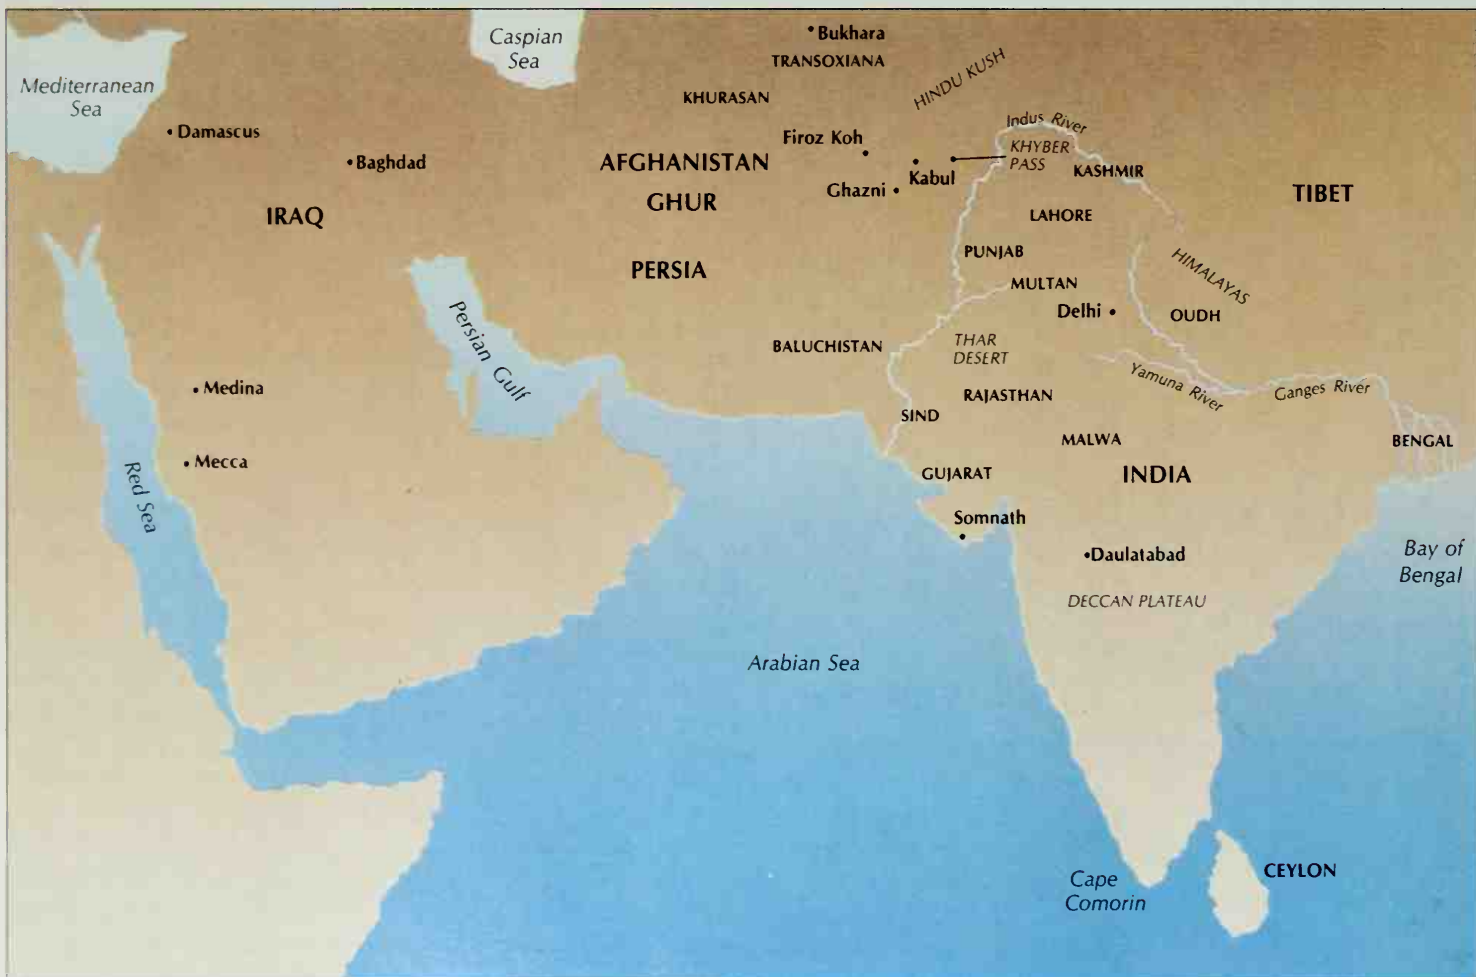 Caspian
Sea
Bukhara
TRANSOXIANA
HINDU KUSH
Mediterranean
Sea
KHURASAN
Damascus
Baghdad
Firoz Koh
Indus River
KHYBER
PASS
AFGHANISTAN
GHUR
Kabul
Ghazni
KASHMIR
TIBET
IRAQ
LAHORE
PERSIA
PUNJAB
HIMALAYAS
MULTAN
Delhi
OUDH
Persian Gulf
BALUCHISTAN
THAR
DESERT
Medina
RAJASTHAN
Yamuna River
Ganges River
SIND
MALWA
BENGAL
Mecca
Red Sea
GUJARAT
INDIA
Somnath
Daulatabad
Bay of
Bengal
DECCAN PLATEAU
Arabian Sea
Cape
Comorin
CEYLON